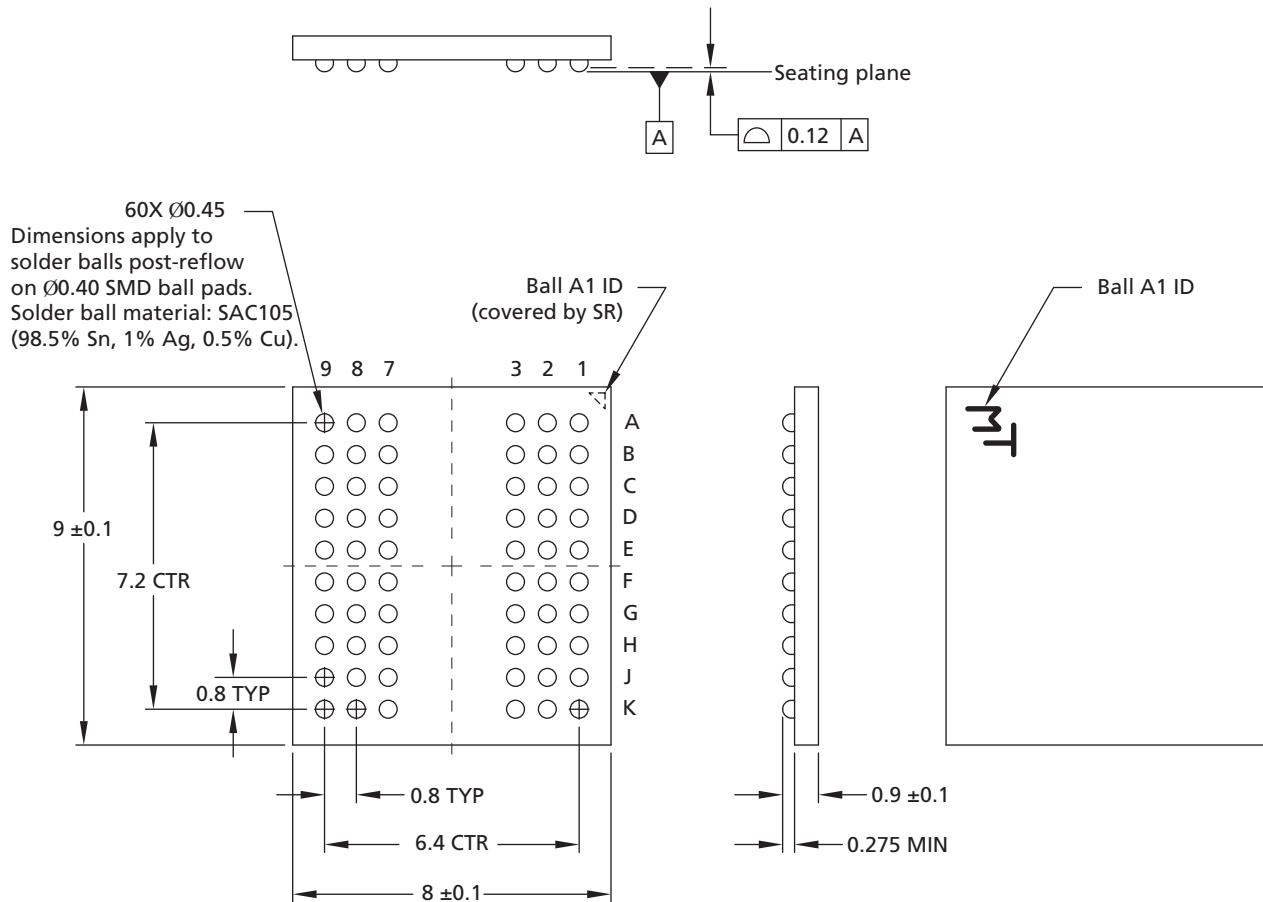 Seating plane
A
0.12 A
60X Ø0.45
Dimensions apply to
solder balls post-reflow
on Ø0.40 SMD ball pads.
Solder ball material: SAC105
(98.5% Sn, 1% Ag, 0.5% Cu).
Ball A1 ID
(covered by SR)
Ball A1 ID
9 8 7 3 2 1
A
B
C
D
E
F
G
H
J
K
9 ±0.1
7.2 CTR
0.8 TYP
0.8 TYP
6.4 CTR
8 ±0.1
0.9 ±0.1
0.275 MIN